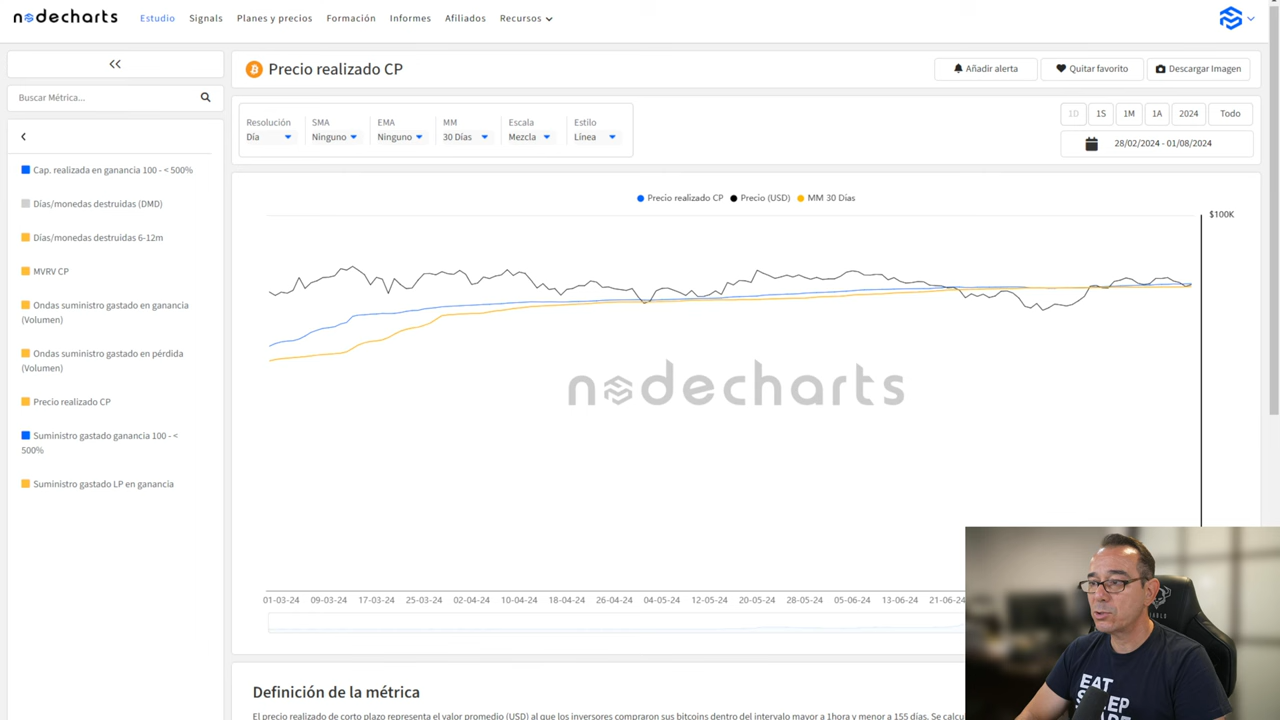 nodecharts
Estudio
Signals
Planes y precios
Formación
Informes
Afiliados
Recursos
Precio realizado CP
Añadir alerta
Quitar favorito
Descargar Imagen
Buscar Métrica...
Resolución
Día
SMA
Ninguno
EMA
Ninguno
MM
30 Días
Escala
Mezcla
Estilo
Línea
1D
1S
1M
1A
2024
Todo
28/02/2024 - 01/08/2024
Cap. realizada en ganancia 100 - < 500%
Días/monedas destruidas (DMD)
Días/monedas destruidas 6-12m
MVRV CP
Ondas suministro gastado en ganancia
(Volumen)
Ondas suministro gastado en pérdida
(Volumen)
Precio realizado CP
Suministro gastado ganancia 100 - <
500%
Suministro gastado LP en ganancia
Precio realizado CP
Precio (USD)
MM 30 Días
$100K
nodecharts
01-03-24
09-03-24
17-03-24
25-03-24
02-04-24
10-04-24
18-04-24
26-04-24
04-05-24
12-05-24
20-05-24
28-05-24
05-06-24
13-06-24
21-06-24
Definición de la métrica
El precio realizado de corto plazo representa el valor promedio (USD) al que los inversores compraron sus bitcoins dentro del intervalo mayor a 1hora y menor a 155 días. Se calcu
EAT